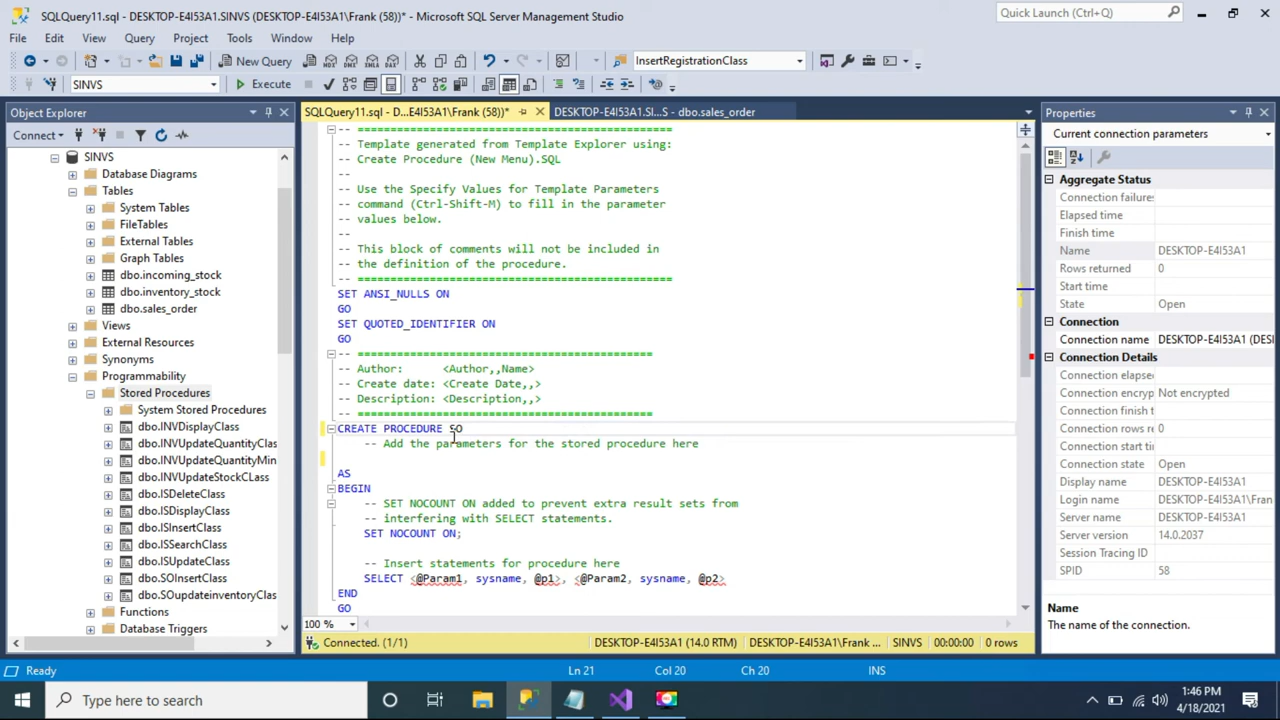 SQLQuery11.sql - DESKTOP-E4I53A1.SINVS (DESKTOP-E4I53A1\Frank (58))* - Microsoft SQL Server Management Studio
Quick Launch (Ctrl+Q)
File Edit View Query Project Tools Window Help
New Query
InsertRegistrationClass
SINVS
Execute
Object Explorer
SQLQuery11.sql - D...E4I53A1\Frank (58))*
DESKTOP-E4I53A1.SI...S - dbo.sales_order
Properties
Connect
SINVS
Database Diagrams
Tables
System Tables
FileTables
External Tables
Graph Tables
dbo.incoming_stock
dbo.inventory_stock
dbo.sales_order
Views
External Resources
Synonyms
Programmability
Stored Procedures
System Stored Procedures
dbo.INVDisplayClass
dbo.INVUpdateQuantityClas
dbo.INVUpdateQuantityMin
dbo.INVUpdateStockCLass
dbo.ISDeleteClass
dbo.ISDisplayClass
dbo.ISInsertClass
dbo.ISSearchClass
dbo.ISUpdateClass
dbo.SOInsertClass
dbo.SOupdateinventoryClas
Functions
Database Triggers
-- =============================================
-- Template generated from Template Explorer using:
-- Create Procedure (New Menu).SQL
--
-- Use the Specify Values for Template Parameters
-- command (Ctrl-Shift-M) to fill in the parameter
-- values below.
--
-- This block of comments will not be included in
-- the definition of the procedure.
-- =============================================
SET ANSI_NULLS ON
GO
SET QUOTED_IDENTIFIER ON
GO
-- =============================================
-- Author: <Author,,Name>
-- Create date: <Create Date,,>
-- Description: <Description,,>
-- =============================================
CREATE PROCEDURE SO
-- Add the parameters for the stored procedure here
AS
BEGIN
-- SET NOCOUNT ON added to prevent extra result sets from
-- interfering with SELECT statements.
SET NOCOUNT ON;
-- Insert statements for procedure here
SELECT <@Param1, sysname, @p1>, <@Param2, sysname, @p2>
END
GO
100 %
Connected. (1/1)
DESKTOP-E4I53A1 (14.0 RTM)
DESKTOP-E4I53A1\Frank ...
SINVS
00:00:00
0 rows
Current connection parameters
Aggregate Status
Connection failures
Elapsed time
Finish time
Name DESKTOP-E4I53A1
Rows returned 0
Start time
State Open
Connection
Connection name DESKTOP-E4I53A1 (DESI
Connection Details
Connection elapsed
Connection encryp Not encrypted
Connection finish t
Connection rows re 0
Connection start tir
Connection state Open
Display name DESKTOP-E4I53A1
Login name DESKTOP-E4I53A1\Fran
Server name DESKTOP-E4I53A1
Server version 14.0.2037
Session Tracing ID
SPID 58
Name
The name of the connection.
Ready
Ln 21
Col 20
Ch 20
INS
Type here to search
1:46 PM
4/18/2021